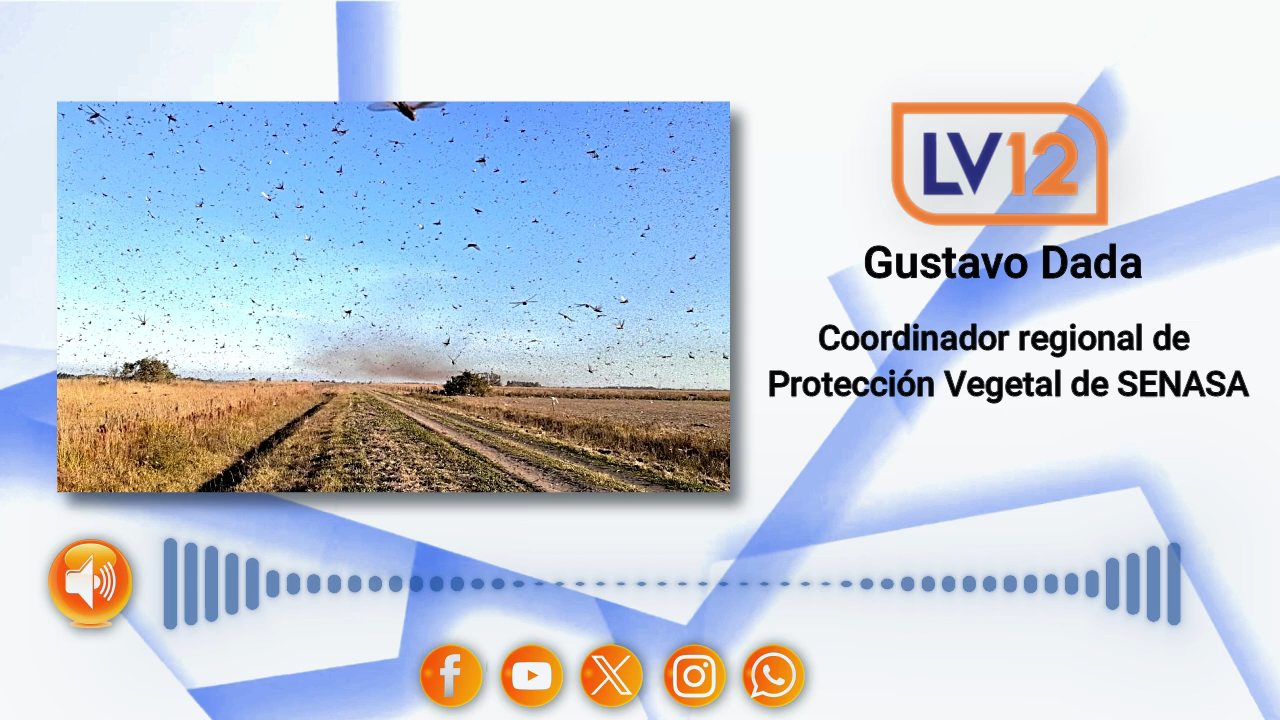 LV12
Gustavo Dada
Coordinador regional de
Protección Vegetal de SENASA